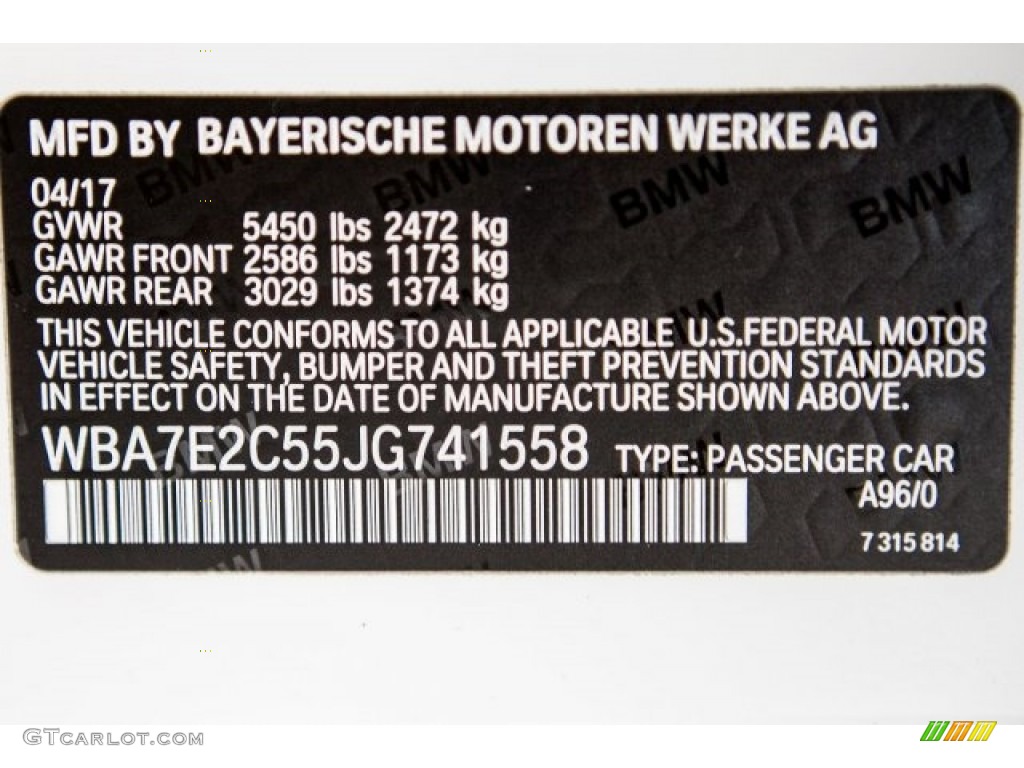 MFD BY BAYERISCHE MOTOREN WERKE AG
BMW BMW BMW BMW
04/17
GVWR 5450 lbs 2472 kg
GAWR FRONT 2586 lbs 1173 kg
GAWR REAR 3029 lbs 1374 kg
THIS VEHICLE CONFORMS TO ALL APPLICABLE U.S.FEDERAL MOTOR
VEHICLE SAFETY, BUMPER AND THEFT PREVENTION STANDARDS
IN EFFECT ON THE DATE OF MANUFACTURE SHOWN ABOVE.
WBA7E2C55JG741558 TYPE: PASSENGER CAR
A96/0
7 315 814
GTCARLOT.COM